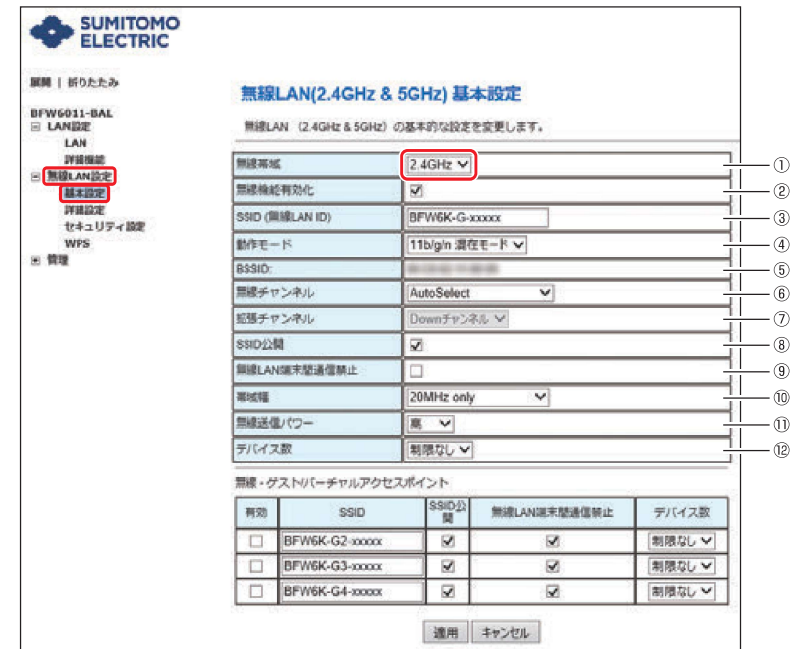 SUMITOMO
ELECTRIC
展開 | 折りたたみ
BFW6011-BAL
LAN設定
LAN
詳細機能
無線LAN設定
基本設定
詳細設定
セキュリティ設定
WPS
管理
無線LAN(2.4GHz & 5GHz) 基本設定
無線LAN (2.4GHz & 5GHz) の基本的な設定を変更します。
無線帯域 2.4GHz ①
無線機能有効化 ②
SSID (無線LAN ID) BFW6K-G-xxxxx ③
動作モード 11b/g/n 混在モード ④
BSSID: ⑤
無線チャンネル AutoSelect ⑥
拡張チャンネル Downチャンネル ⑦
SSID公開 ⑧
無線LAN端末間通信禁止 ⑨
帯域幅 20MHz only ⑩
無線送信パワー 高 ⑪
デバイス数 制限なし ⑫
無線・ゲスト/バーチャルアクセスポイント
有効 SSID SSID公開 無線LAN端末間通信禁止 デバイス数
BFW6K-G2-xxxxx 制限なし
BFW6K-G3-xxxxx 制限なし
BFW6K-G4-xxxxx 制限なし
適用 キャンセル